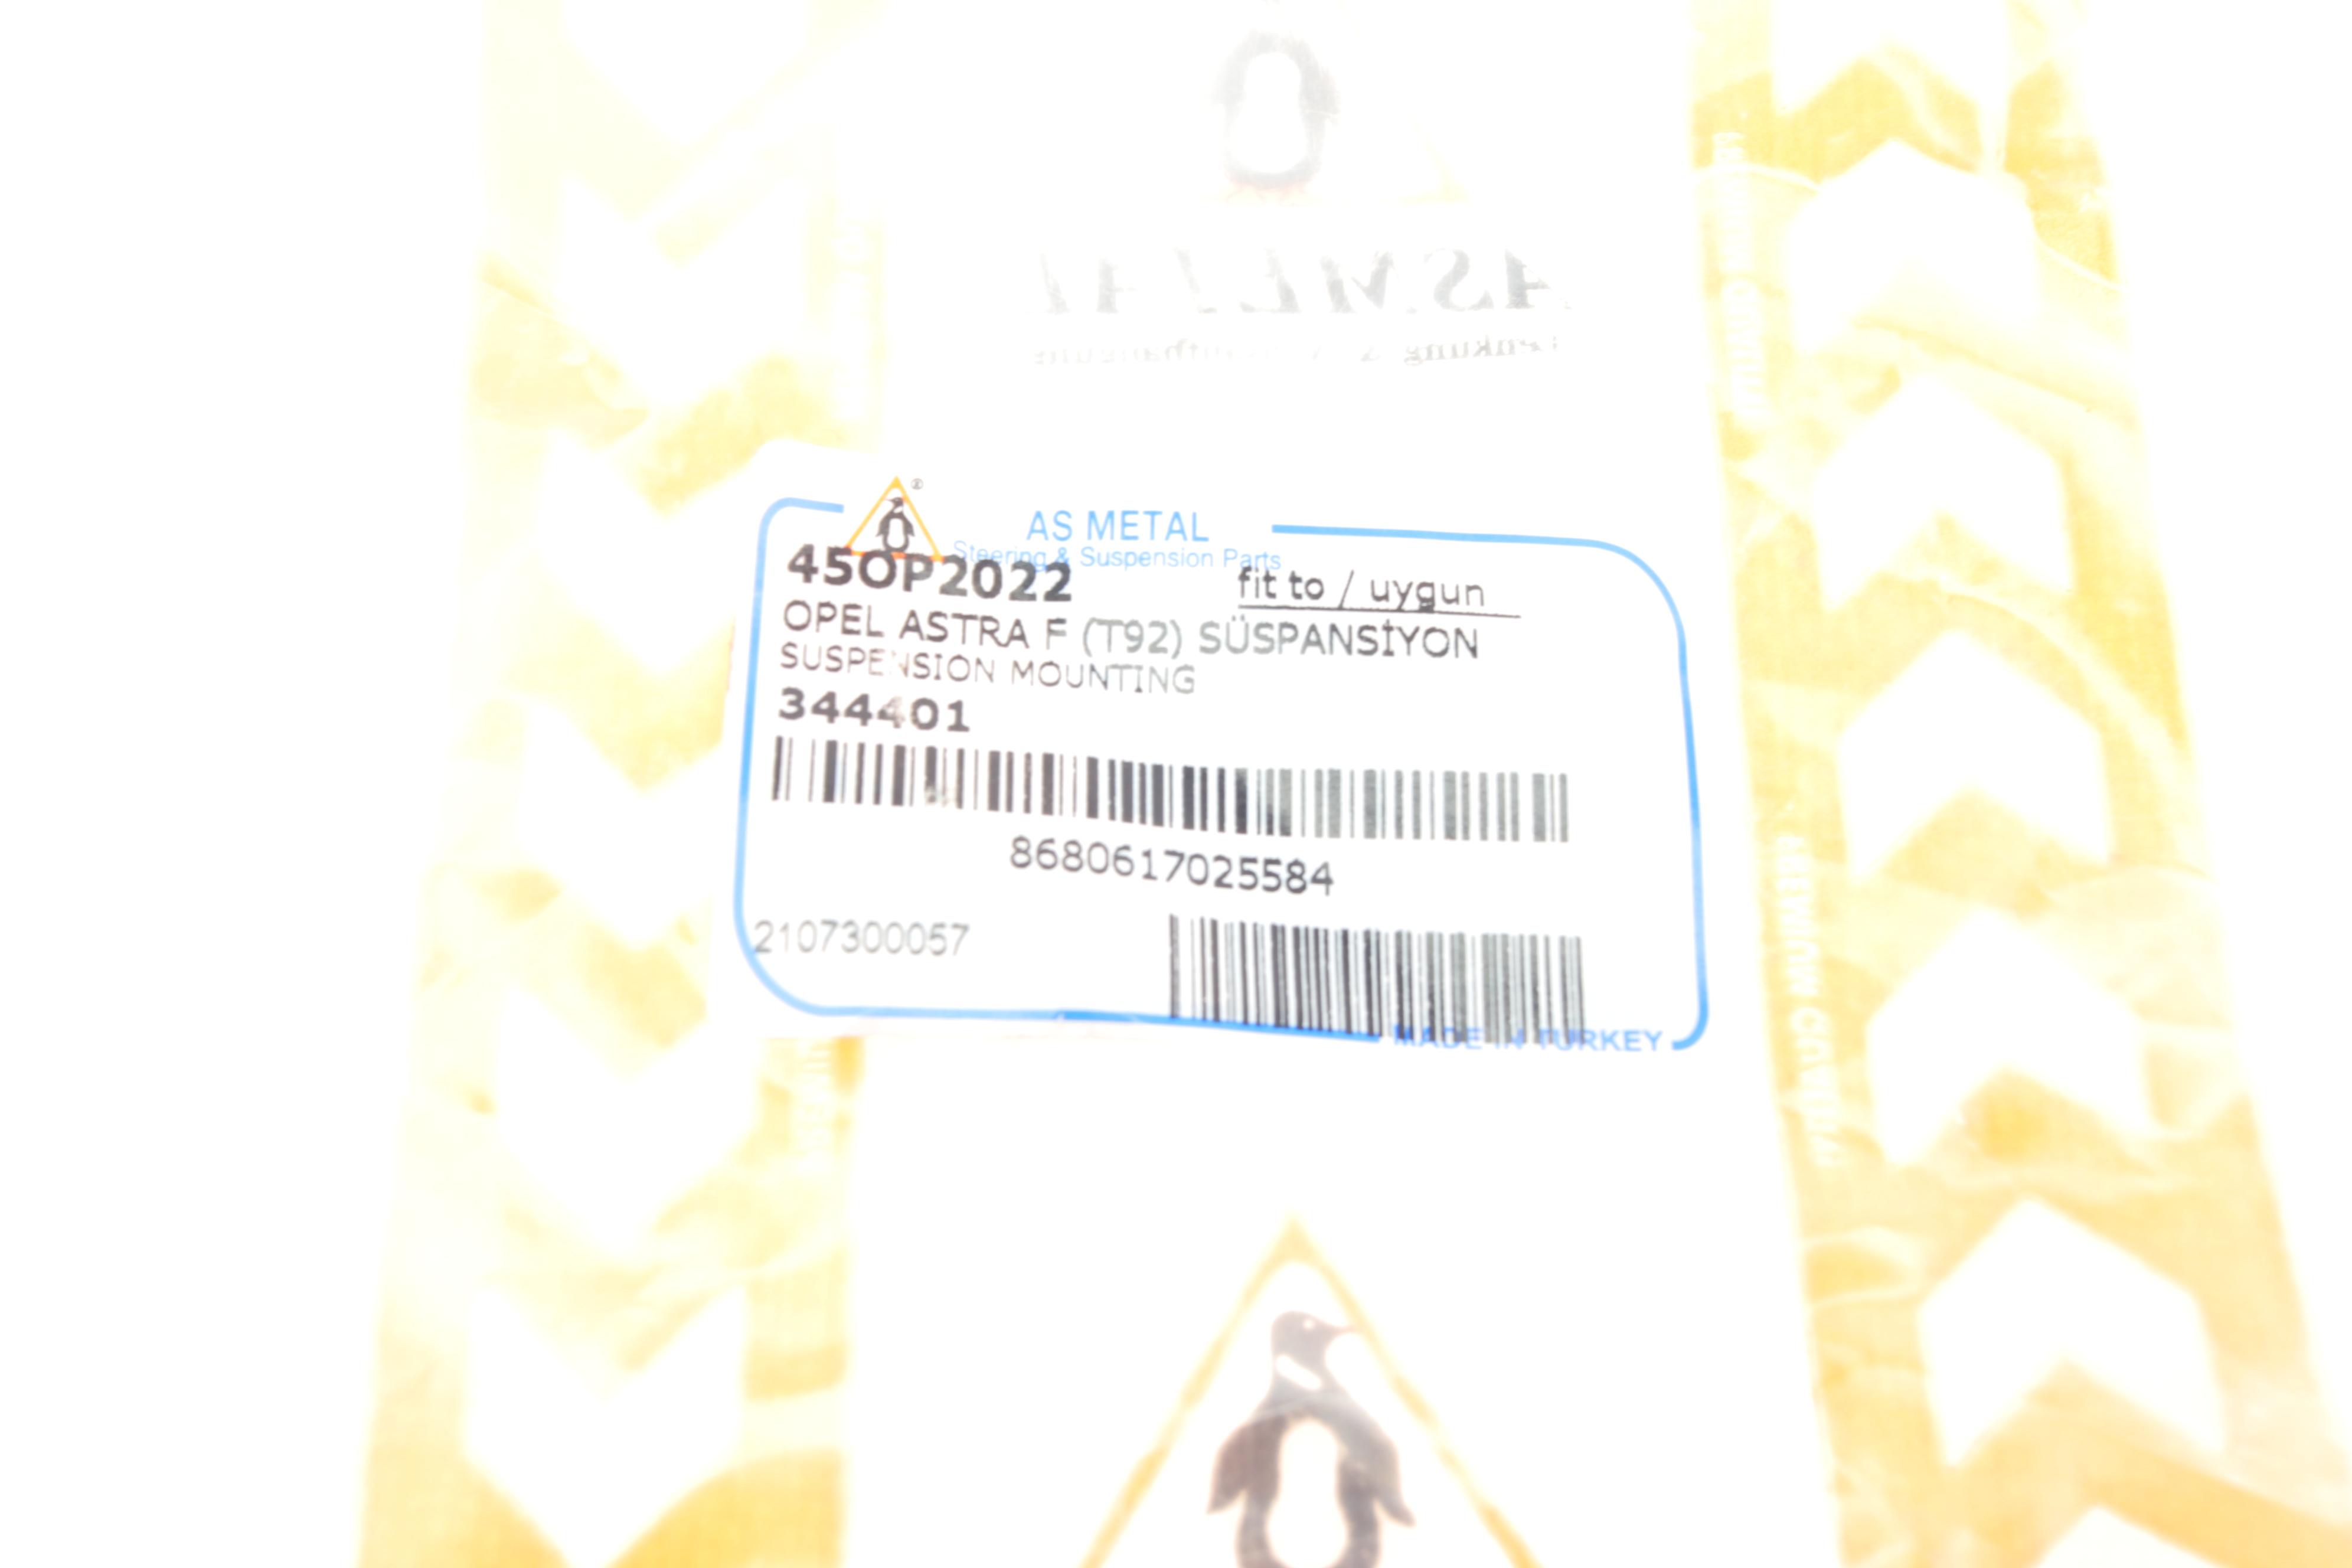 ASMETAL
®
AS METAL
Steering & Suspension Parts
45OP2022
fit to / uygun
OPEL ASTRA F (T92) SÜSPANSİYON
SUSPENSION MOUNTING
344401
8680617025584
2107300057
MADE IN TURKEY